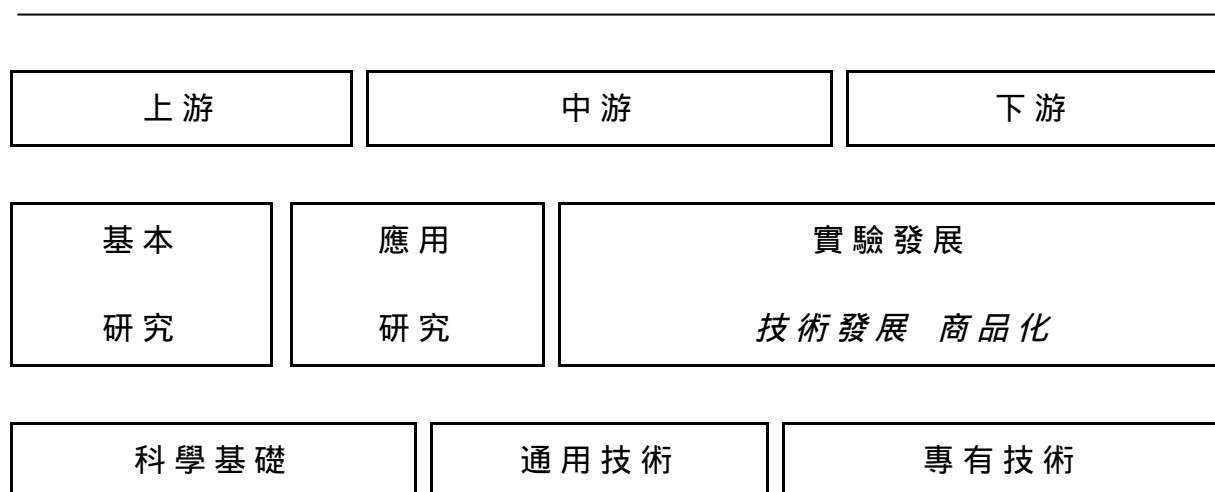 上游 中游 下游
基本 應用 實驗發展
研究 研究 技術發展 商品化
科學基礎 通用技術 專有技術